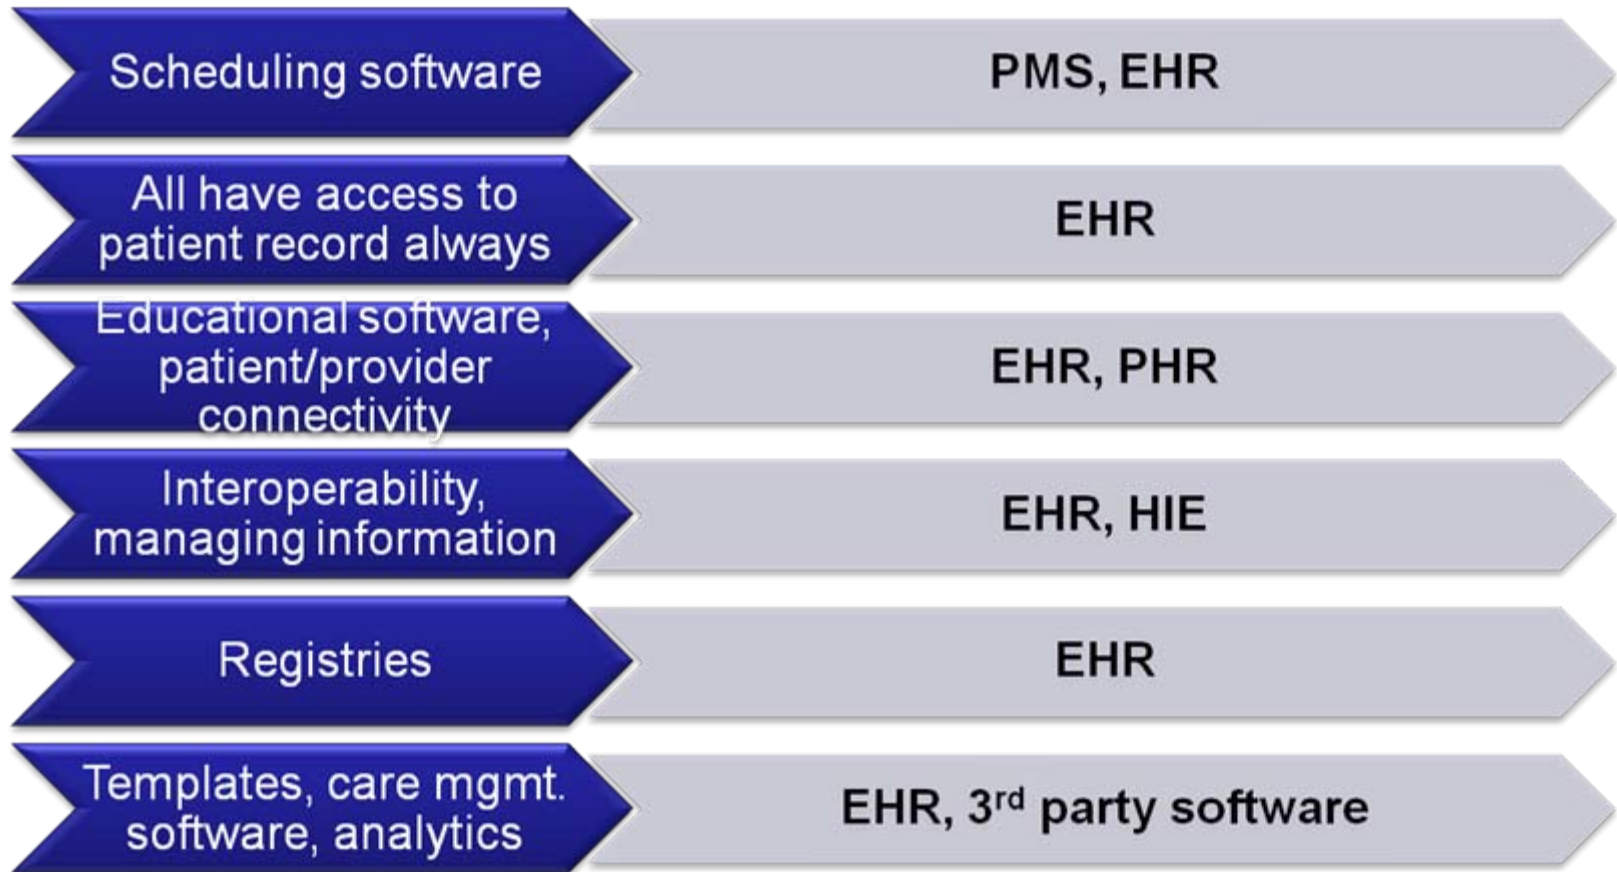 Scheduling software
PMS, EHR
All have access to
patient record always
EHR
Educational software,
patient/provider
connectivity
EHR, PHR
Interoperability,
managing information
EHR, HIE
Registries
EHR
Templates, care mgmt.
software, analytics
EHR, 3rd party software